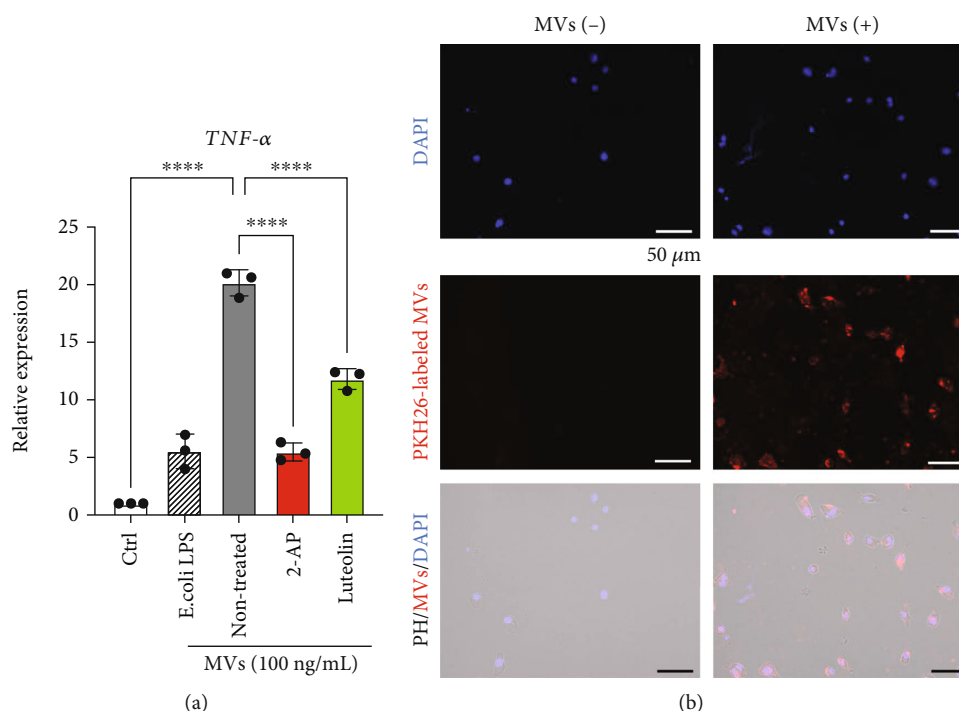 TNF-α
**** ****
****
Relative expression
25
20
15
10
5
0
Ctrl
E.coli LPS
Non-treated
2-AP
Luteolin
MVs (100 ng/mL)
(a)
MVs (–) MVs (+)
DAPI
50 μm
PKH26-labeled MVs
PH/MVs/DAPI
(b)